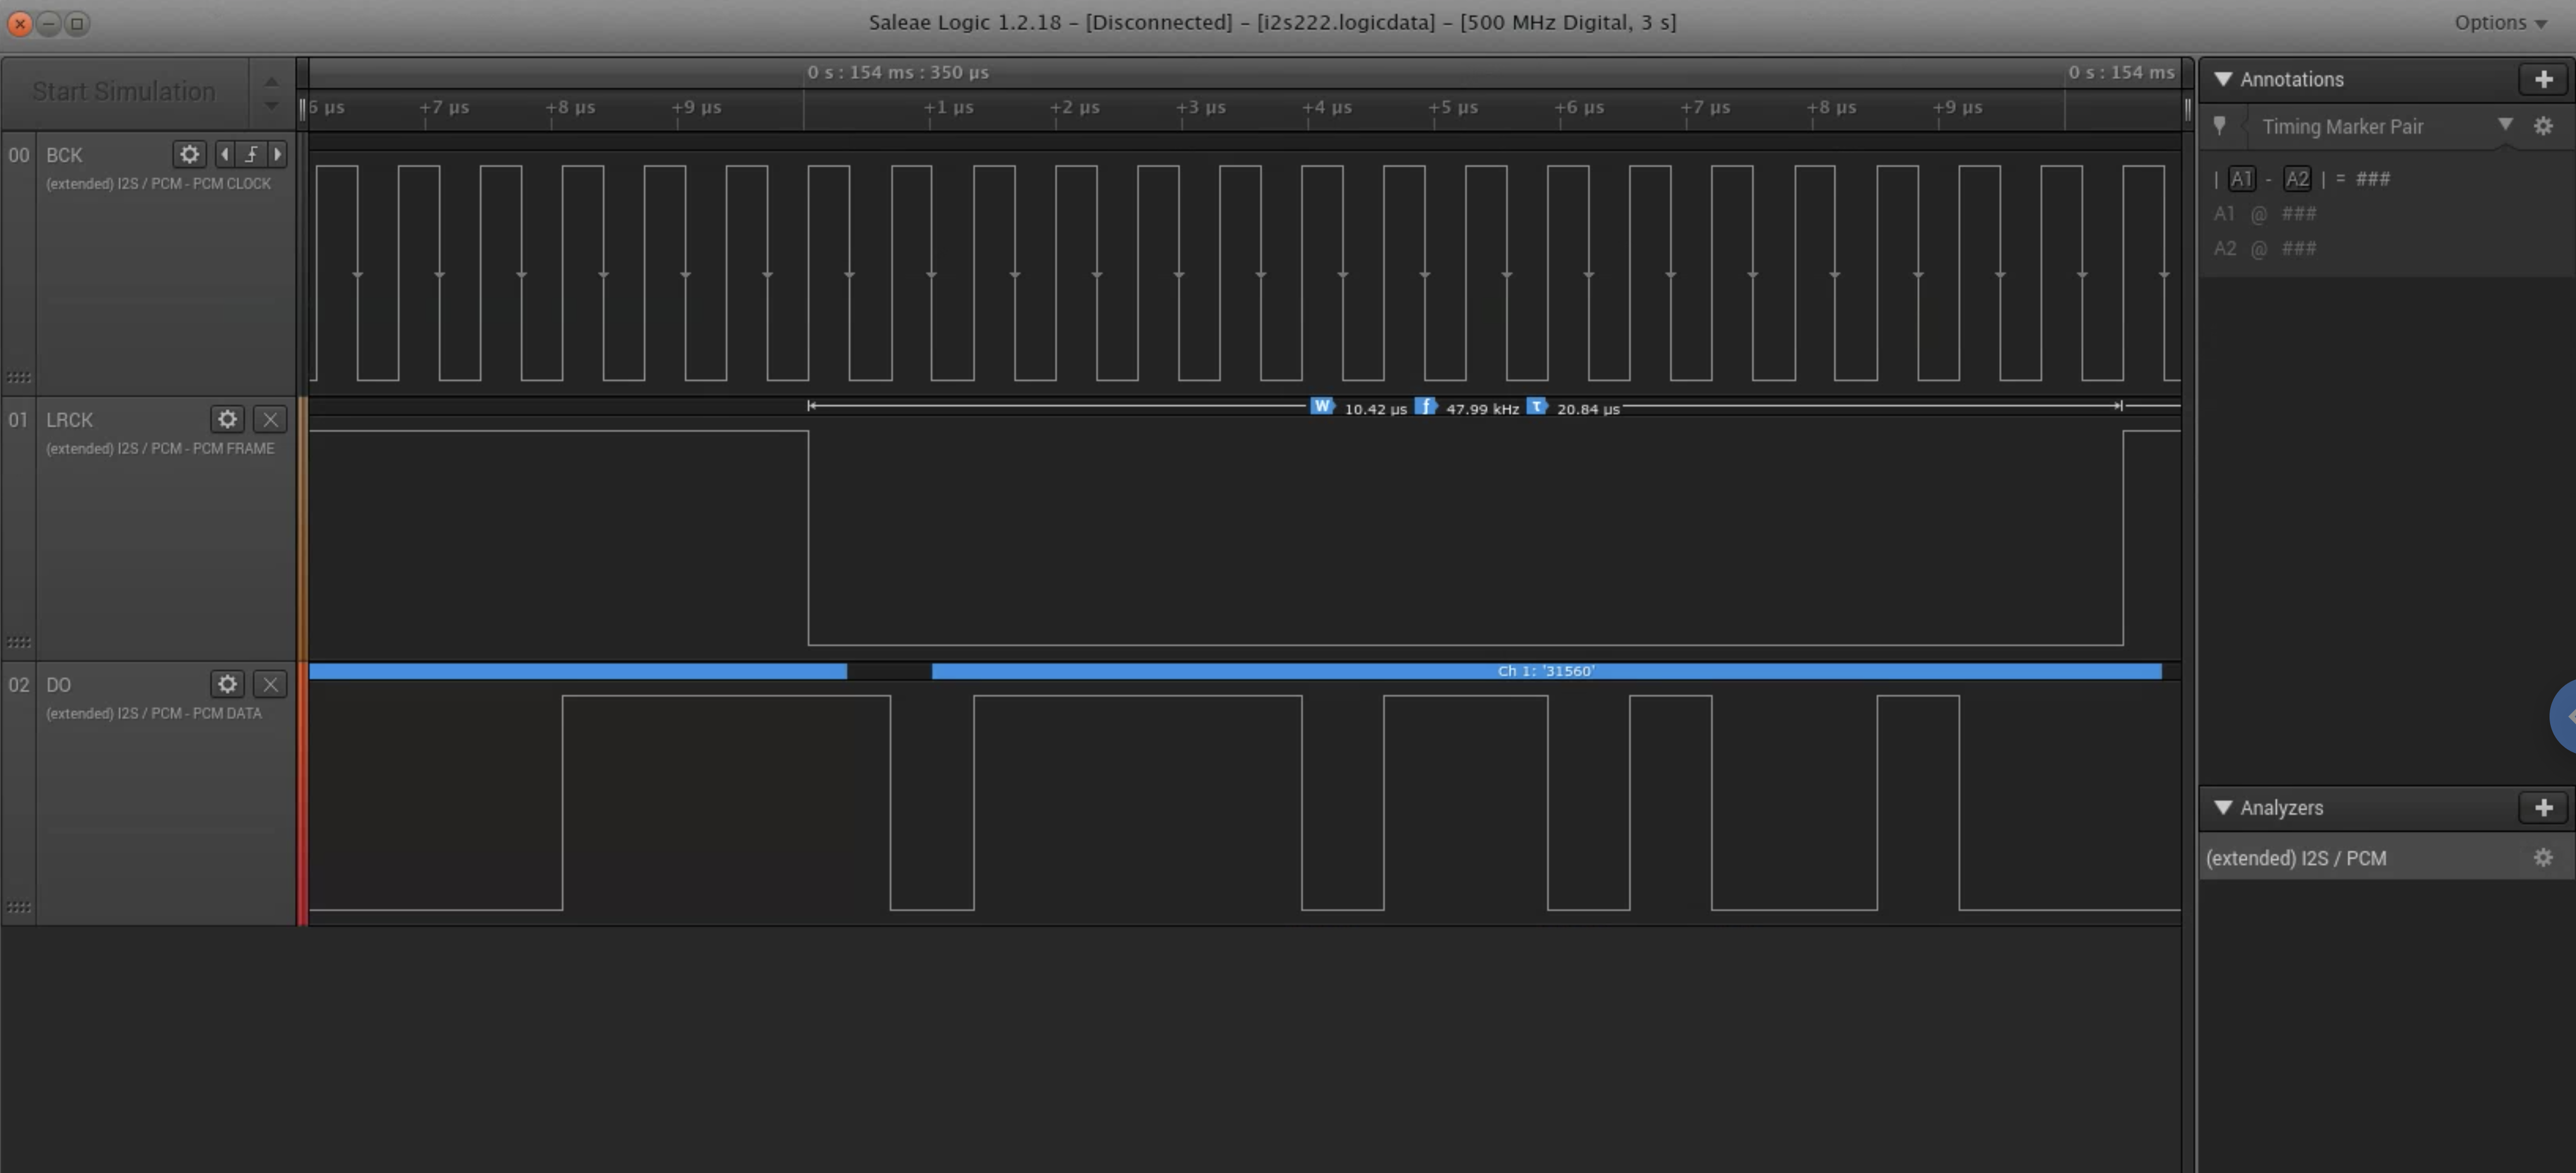 Saleae Logic 1.2.18 – [Disconnected] – [i2s222.logicdata] – [500 MHz Digital, 3 s]
Options
Start Simulation
0 s : 154 ms : 350 µs
0 s : 154 ms
6 µs +7 µs +8 µs +9 µs +1 µs +2 µs +3 µs +4 µs +5 µs +6 µs +7 µs +8 µs +9 µs
00 BCK
(extended) I2S / PCM - PCM CLOCK
01 LRCK
(extended) I2S / PCM - PCM FRAME
W 10.42 µs f 47.99 kHz τ 20.84 µs
02 DO
(extended) I2S / PCM - PCM DATA
Ch 1: '31560'
Annotations
Timing Marker Pair
| A1 - A2 | = ###
A1 @ ###
A2 @ ###
Analyzers
(extended) I2S / PCM